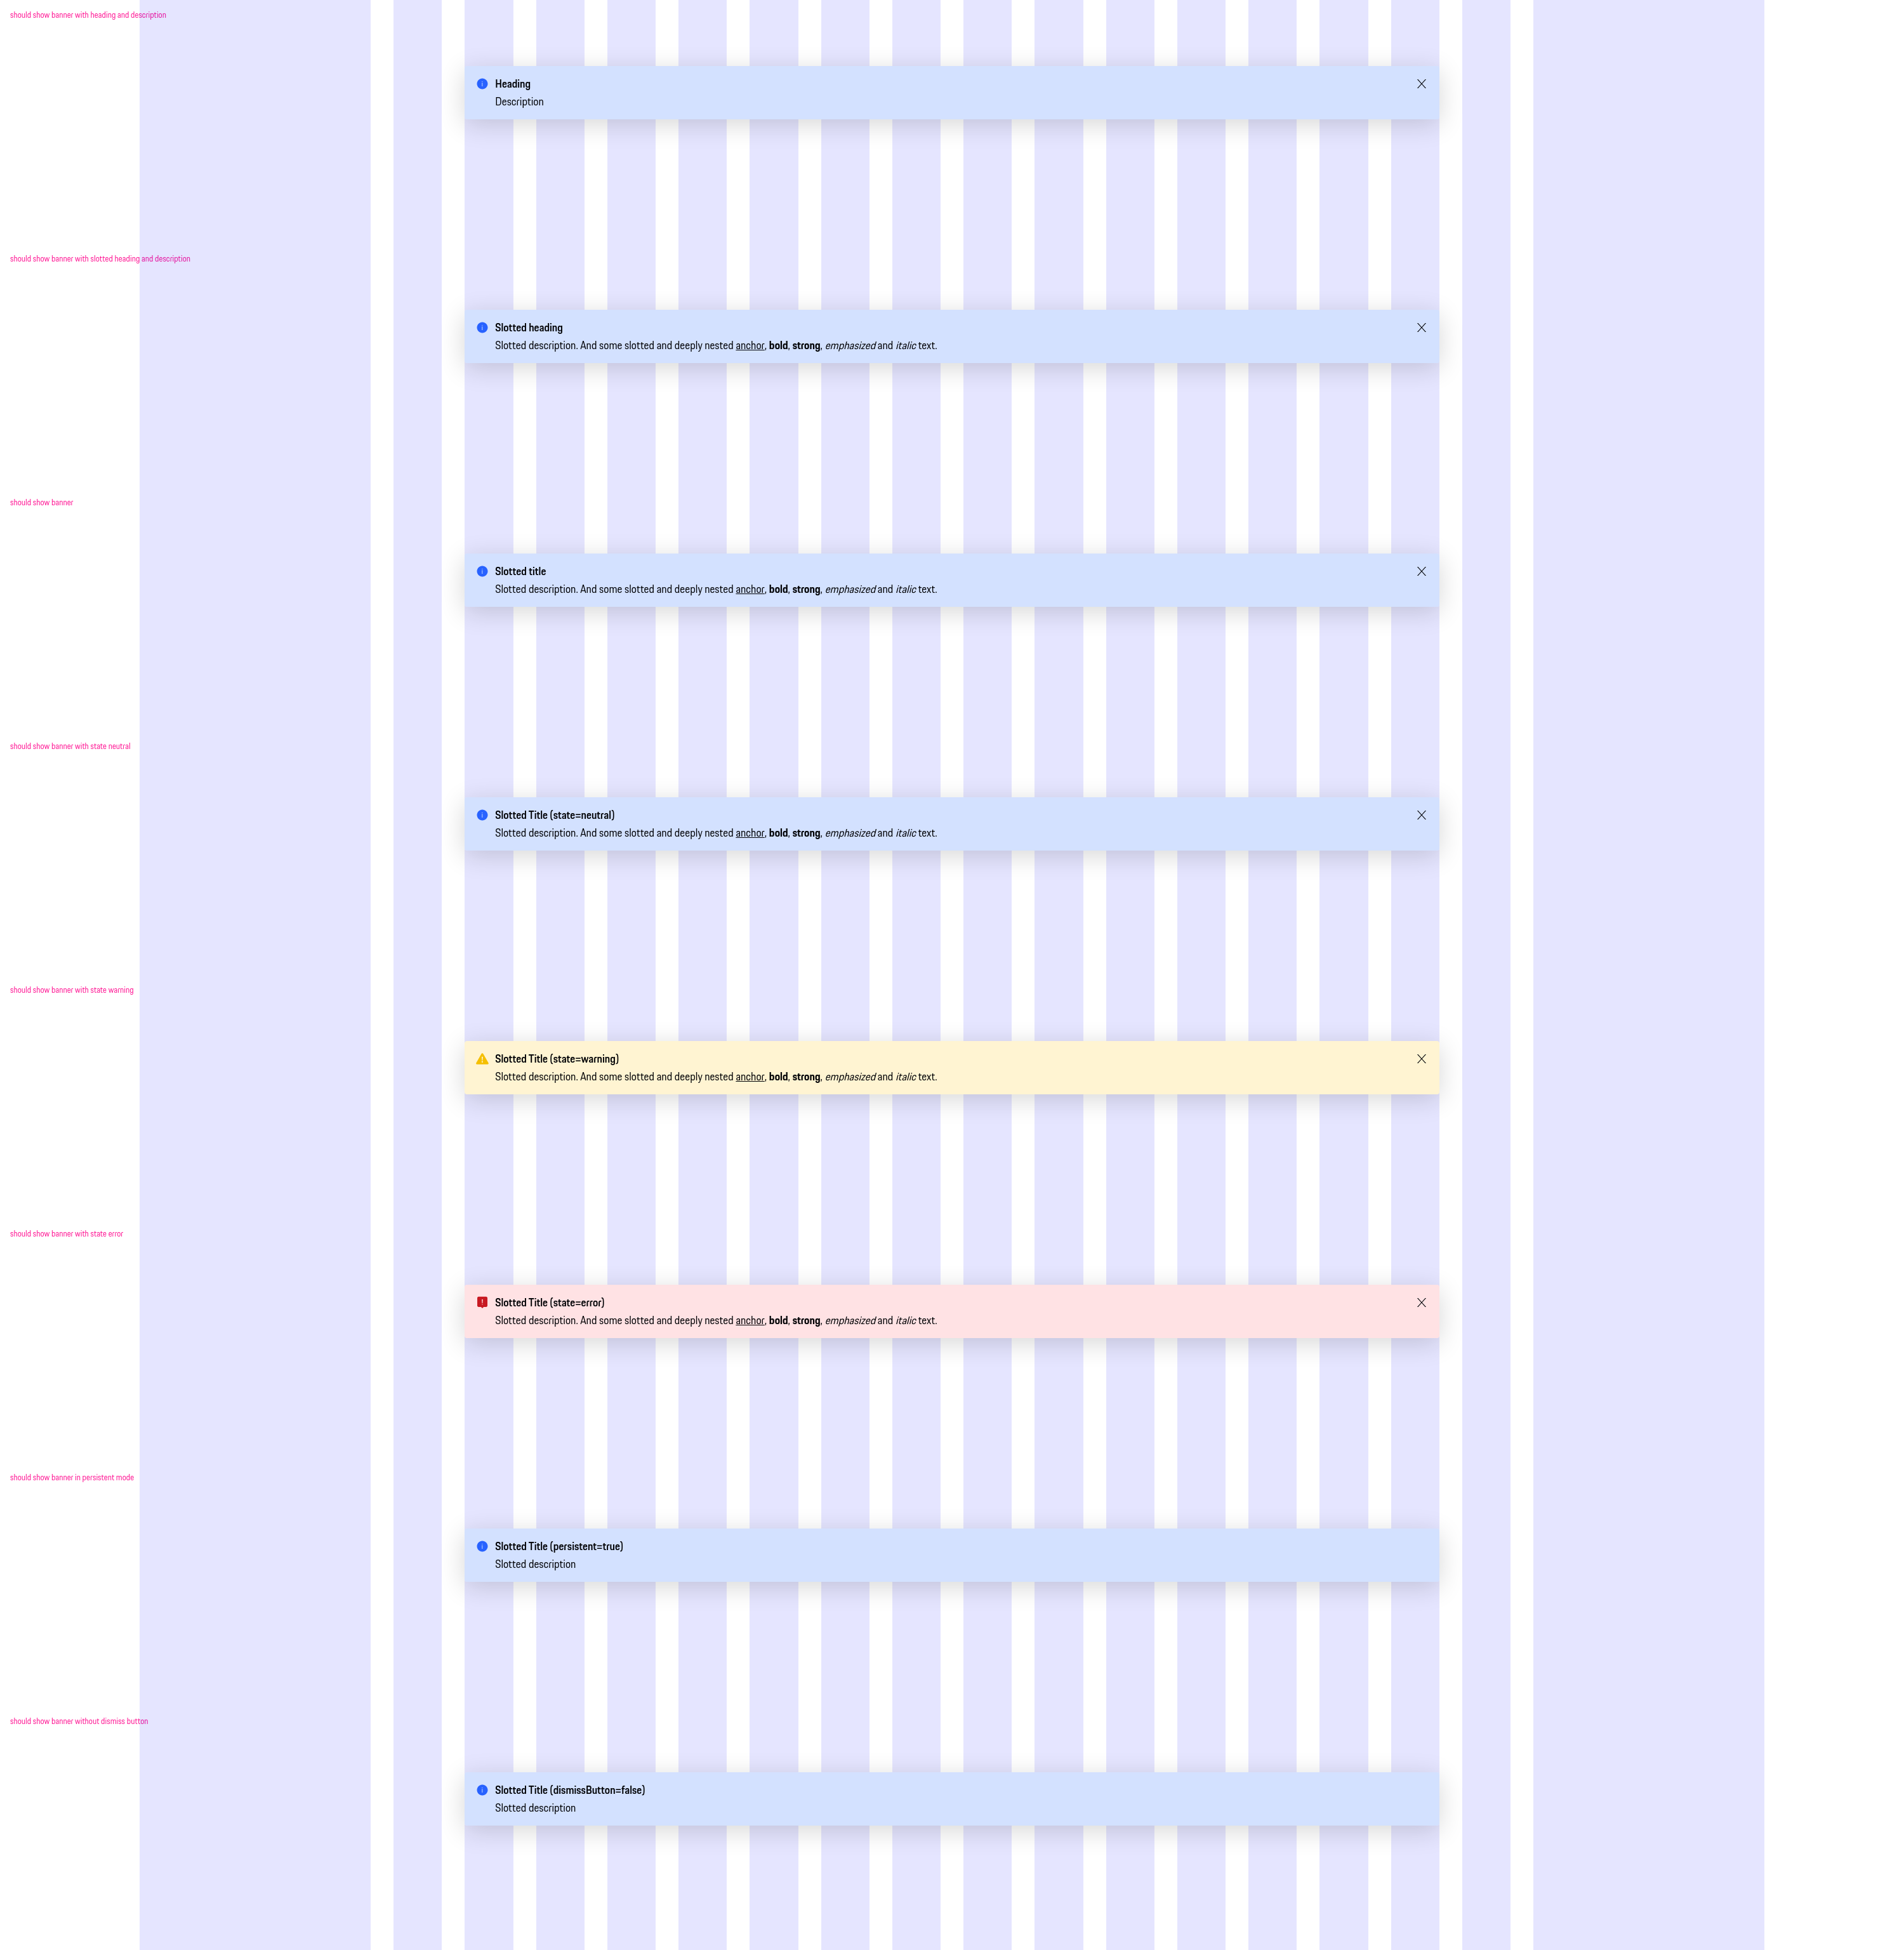 should show banner with heading and description
Heading
Description
should show banner with slotted heading and description
Slotted heading
Slotted description. And some slotted and deeply nested anchor, bold, strong, emphasized and italic text.
should show banner
Slotted title
Slotted description. And some slotted and deeply nested anchor, bold, strong, emphasized and italic text.
should show banner with state neutral
Slotted Title (state=neutral)
Slotted description. And some slotted and deeply nested anchor, bold, strong, emphasized and italic text.
should show banner with state warning
Slotted Title (state=warning)
Slotted description. And some slotted and deeply nested anchor, bold, strong, emphasized and italic text.
should show banner with state error
Slotted Title (state=error)
Slotted description. And some slotted and deeply nested anchor, bold, strong, emphasized and italic text.
should show banner in persistent mode
Slotted Title (persistent=true)
Slotted description
should show banner without dismiss button
Slotted Title (dismissButton=false)
Slotted description